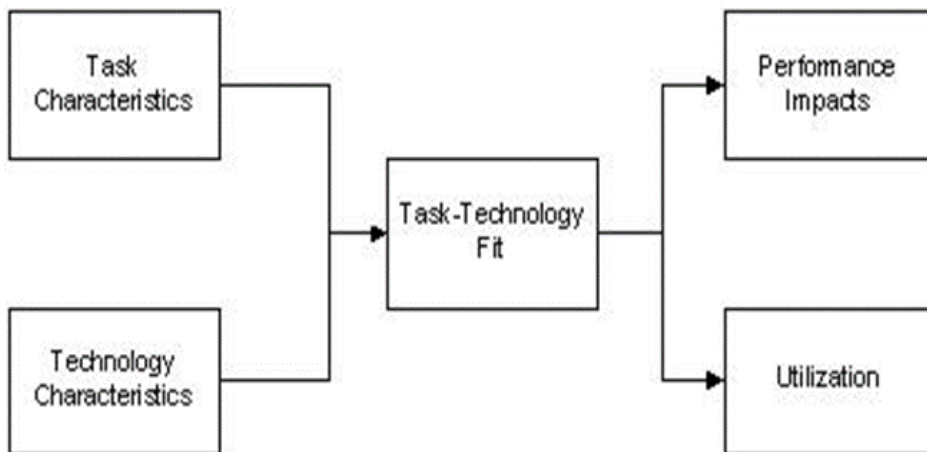 Task
Characteristics
Performance
Impacts
Task-Technology
Fit
Technology
Characteristics
Utilization